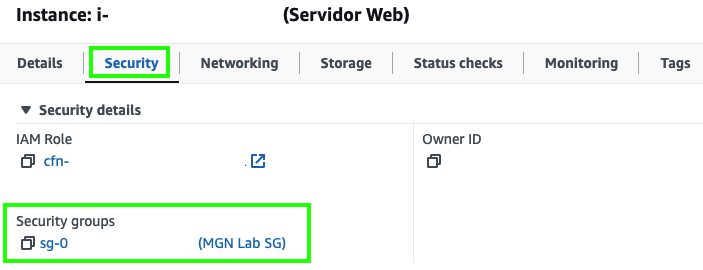 Instance: i- (Servidor Web)
Details Security Networking Storage Status checks Monitoring Tags
▼ Security details
IAM Role Owner ID
cfn- .
Security groups
sg-0 (MGN Lab SG)